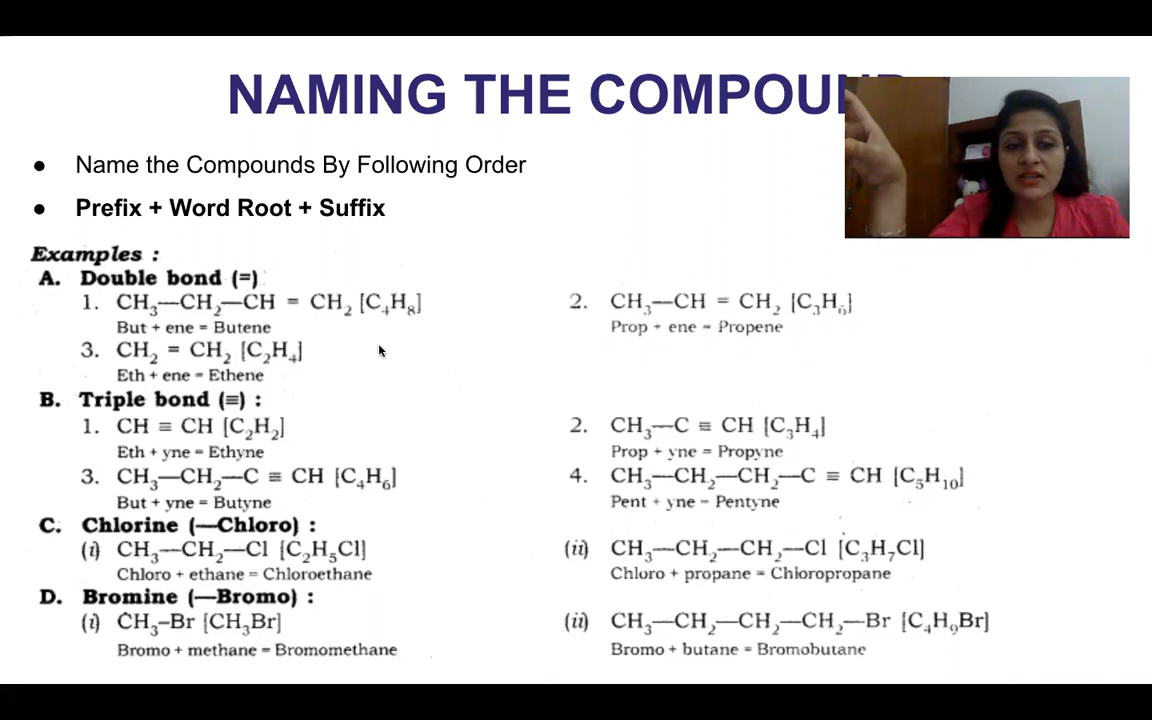 NAMING THE COMPOUND
● Name the Compounds By Following Order
● Prefix + Word Root + Suffix
Examples :
A. Double bond (=)
1. CH₃—CH₂—CH = CH₂ [C₄H₈]
But + ene = Butene
2. CH₃—CH = CH₂ [C₃H₆]
Prop + ene = Propene
3. CH₂ = CH₂ [C₂H₄]
Eth + ene = Ethene
B. Triple bond (≡) :
1. CH ≡ CH [C₂H₂]
Eth + yne = Ethyne
2. CH₃—C ≡ CH [C₃H₄]
Prop + yne = Propyne
3. CH₃—CH₂—C ≡ CH [C₄H₆]
But + yne = Butyne
4. CH₃—CH₂—CH₂—C ≡ CH [C₅H₁₀]
Pent + yne = Pentyne
C. Chlorine (—Chloro) :
(i) CH₃—CH₂—Cl [C₂H₅Cl]
Chloro + ethane = Chloroethane
(ii) CH₃—CH₂—CH₂—Cl [C₃H₇Cl]
Chloro + propane = Chloropropane
D. Bromine (—Bromo) :
(i) CH₃–Br [CH₃Br]
Bromo + methane = Bromomethane
(ii) CH₃—CH₂—CH₂—CH₂—Br [C₄H₉Br]
Bromo + butane = Bromobutane